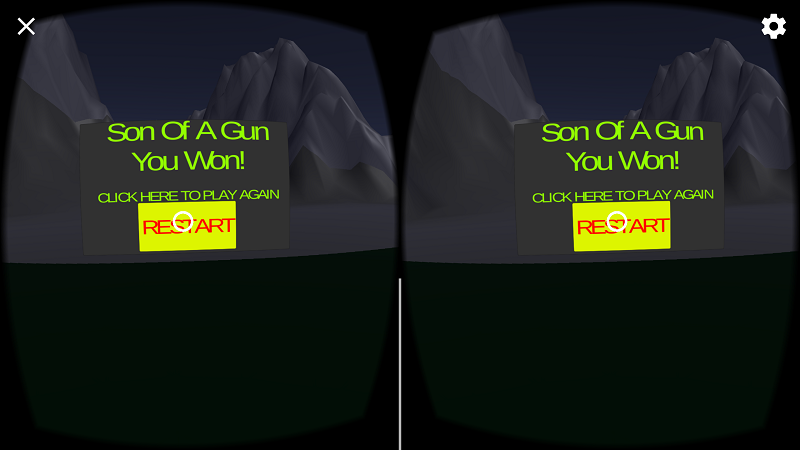 Son Of A Gun
You Won!
CLICK HERE TO PLAY AGAIN
RESTART
Son Of A Gun
You Won!
CLICK HERE TO PLAY AGAIN
RESTART